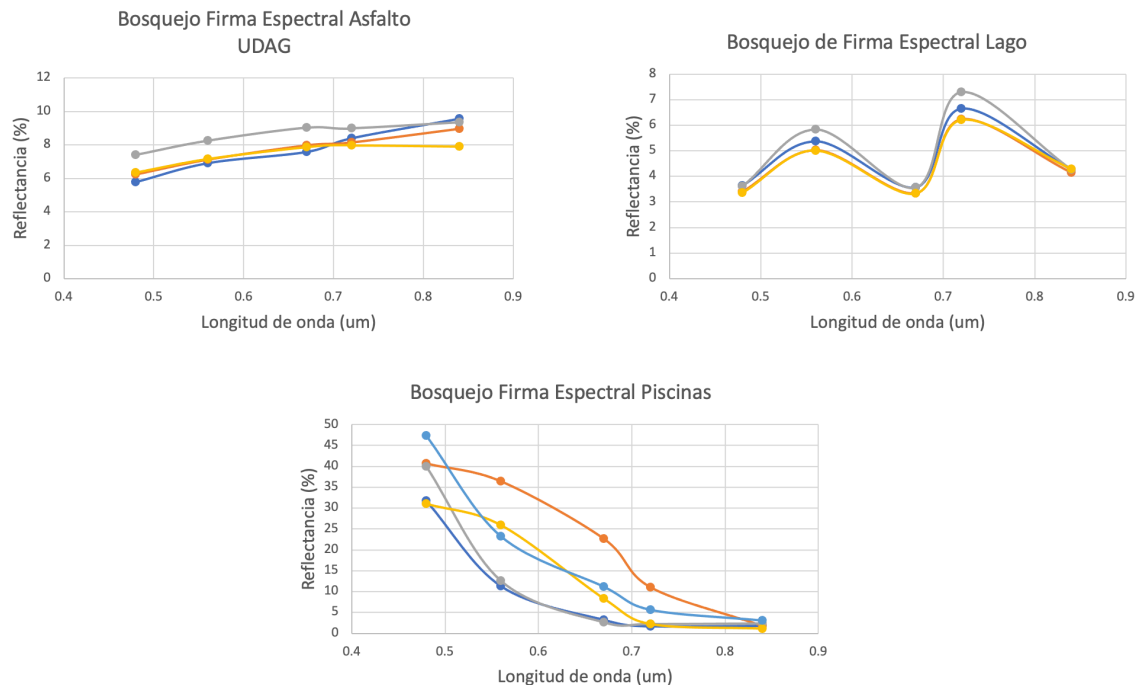 Bosquejo Firma Espectral Asfalto
UDAG
Reflectancia (%)
12
10
8
6
4
2
0
0.4 0.5 0.6 0.7 0.8 0.9
Longitud de onda (um)
Bosquejo de Firma Espectral Lago
Reflectancia (%)
8
7
6
5
4
3
2
1
0
0.4 0.5 0.6 0.7 0.8 0.9
Longitud de onda (um)
Bosquejo Firma Espectral Piscinas
Reflectancia (%)
50
45
40
35
30
25
20
15
10
5
0
0.4 0.5 0.6 0.7 0.8 0.9
Longitud de onda (um)